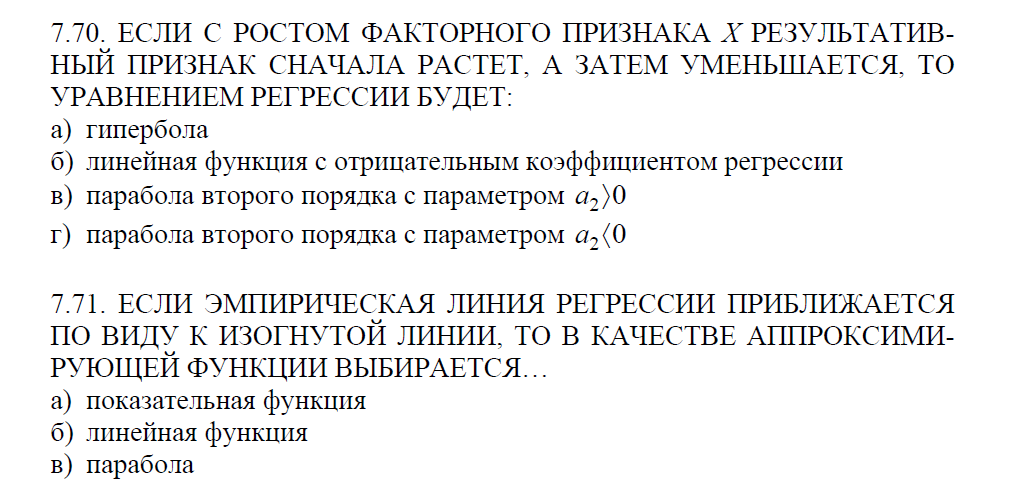 7.70. ЕСЛИ С РОСТОМ ФАКТОРНОГО ПРИЗНАКА X РЕЗУЛЬТАТИВ-
НЫЙ ПРИЗНАК СНАЧАЛА РАСТЕТ, А ЗАТЕМ УМЕНЬШАЕТСЯ, ТО
УРАВНЕНИЕМ РЕГРЕССИИ БУДЕТ:
а) гипербола
б) линейная функция с отрицательным коэффициентом регрессии
в) парабола второго порядка с параметром a₂⟩0
г) парабола второго порядка с параметром a₂⟨0
7.71. ЕСЛИ ЭМПИРИЧЕСКАЯ ЛИНИЯ РЕГРЕССИИ ПРИБЛИЖАЕТСЯ
ПО ВИДУ К ИЗОГНУТОЙ ЛИНИИ, ТО В КАЧЕСТВЕ АППРОКСИМИ-
РУЮЩЕЙ ФУНКЦИИ ВЫБИРАЕТСЯ…
а) показательная функция
б) линейная функция
в) парабола